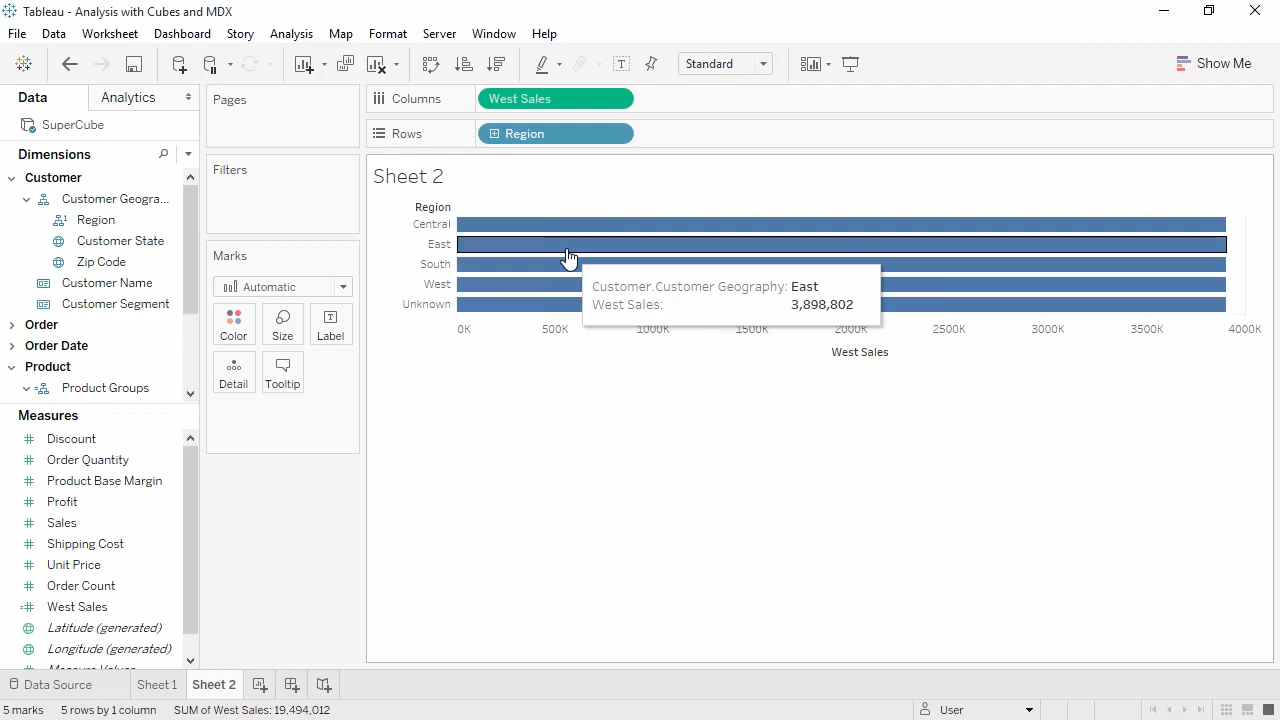 Tableau - Analysis with Cubes and MDX
File Data Worksheet Dashboard Story Analysis Map Format Server Window Help
Standard
Show Me
Data Analytics
SuperCube
Dimensions
Customer
Customer Geogra...
Region
Customer State
Zip Code
Customer Name
Customer Segment
Order
Order Date
Product
Product Groups
Measures
Discount
Order Quantity
Product Base Margin
Profit
Sales
Shipping Cost
Unit Price
Order Count
West Sales
Latitude (generated)
Longitude (generated)
Measure Values
Pages
Filters
Marks
Automatic
Color Size Label
Detail Tooltip
Columns West Sales
Rows Region
Sheet 2
Region
Central
East
South
West
Unknown
Customer.Customer Geography: East
West Sales: 3,898,802
0K 500K 1000K 1500K 2000K 2500K 3000K 3500K 4000K
West Sales
Data Source Sheet 1 Sheet 2
5 marks 5 rows by 1 column SUM of West Sales: 19,494,012 User